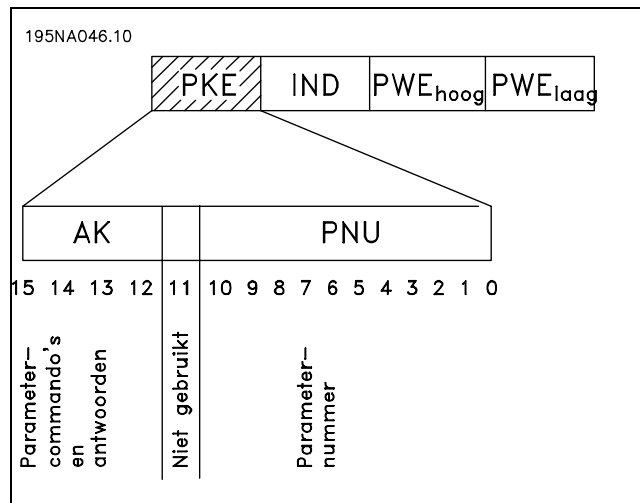 195NA046.10
PKE IND PWEhoog PWElaag
AK PNU
15 14 13 12 11 10 9 8 7 6 5 4 3 2 1 0
Parameter-
commando's
en
antwoorden
Niet gebruikt
Parameter-
nummer